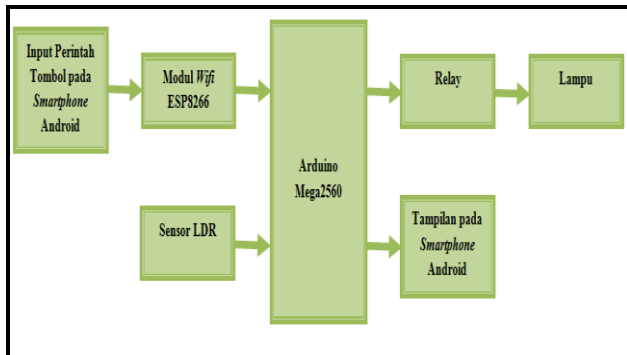 Input Perintah
Tombol pada
Smartphone
Android
Modul Wifi
ESP8266
Arduino
Mega2560
Relay
Lampu
Sensor LDR
Tampilan pada
Smartphone
Android